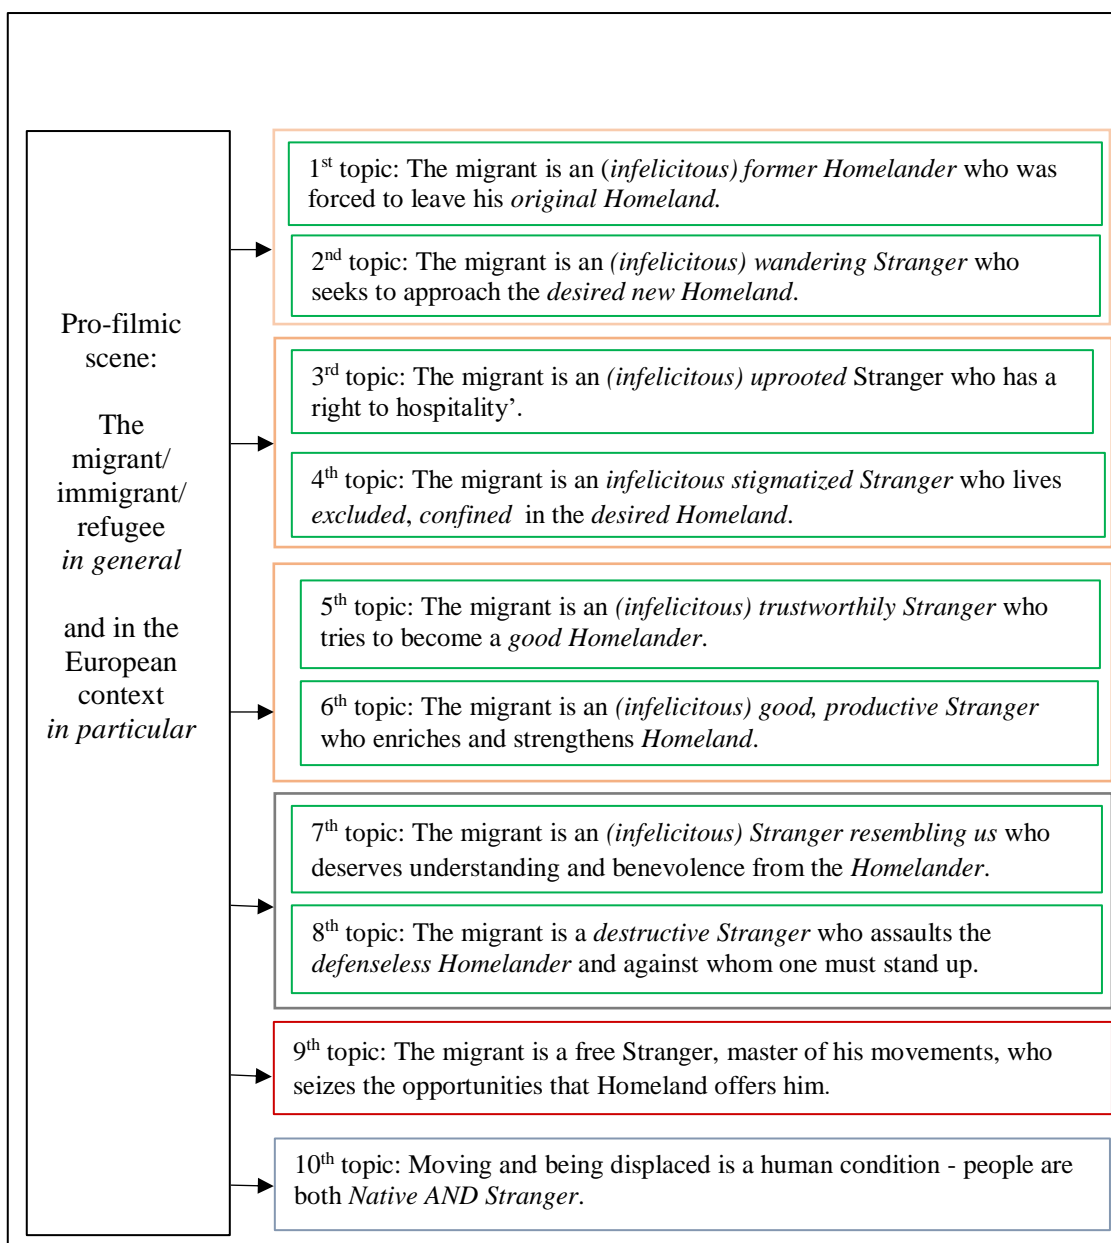 Pro-filmic
scene:
The
migrant/
immigrant/
refugee
in general
and in the
European
context
in particular
1st topic: The migrant is an (infelicitous) former Homelander who was
forced to leave his original Homeland.
2nd topic: The migrant is an (infelicitous) wandering Stranger who
seeks to approach the desired new Homeland.
3rd topic: The migrant is an (infelicitous) uprooted Stranger who has a
right to hospitality’.
4th topic: The migrant is an infelicitous stigmatized Stranger who lives
excluded, confined in the desired Homeland.
5th topic: The migrant is an (infelicitous) trustworthily Stranger who
tries to become a good Homelander.
6th topic: The migrant is an (infelicitous) good, productive Stranger
who enriches and strengthens Homeland.
7th topic: The migrant is an (infelicitous) Stranger resembling us who
deserves understanding and benevolence from the Homelander.
8th topic: The migrant is a destructive Stranger who assaults the
defenseless Homelander and against whom one must stand up.
9th topic: The migrant is a free Stranger, master of his movements, who
seizes the opportunities that Homeland offers him.
10th topic: Moving and being displaced is a human condition - people are
both Native AND Stranger.